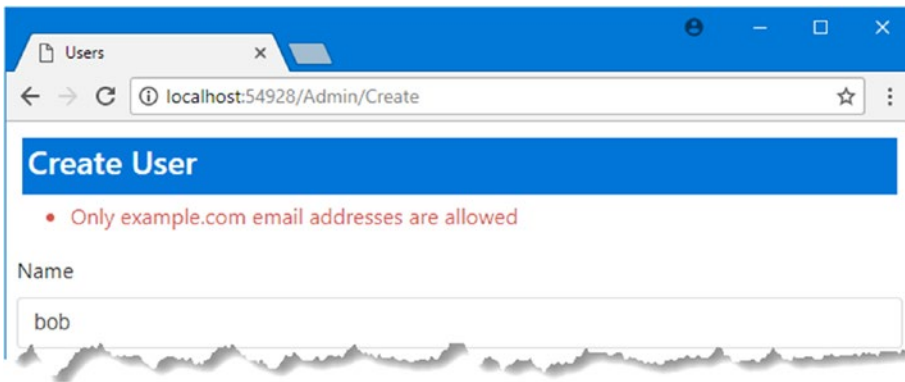 Users
localhost:54928/Admin/Create
Create User
Only example.com email addresses are allowed
Name
bob